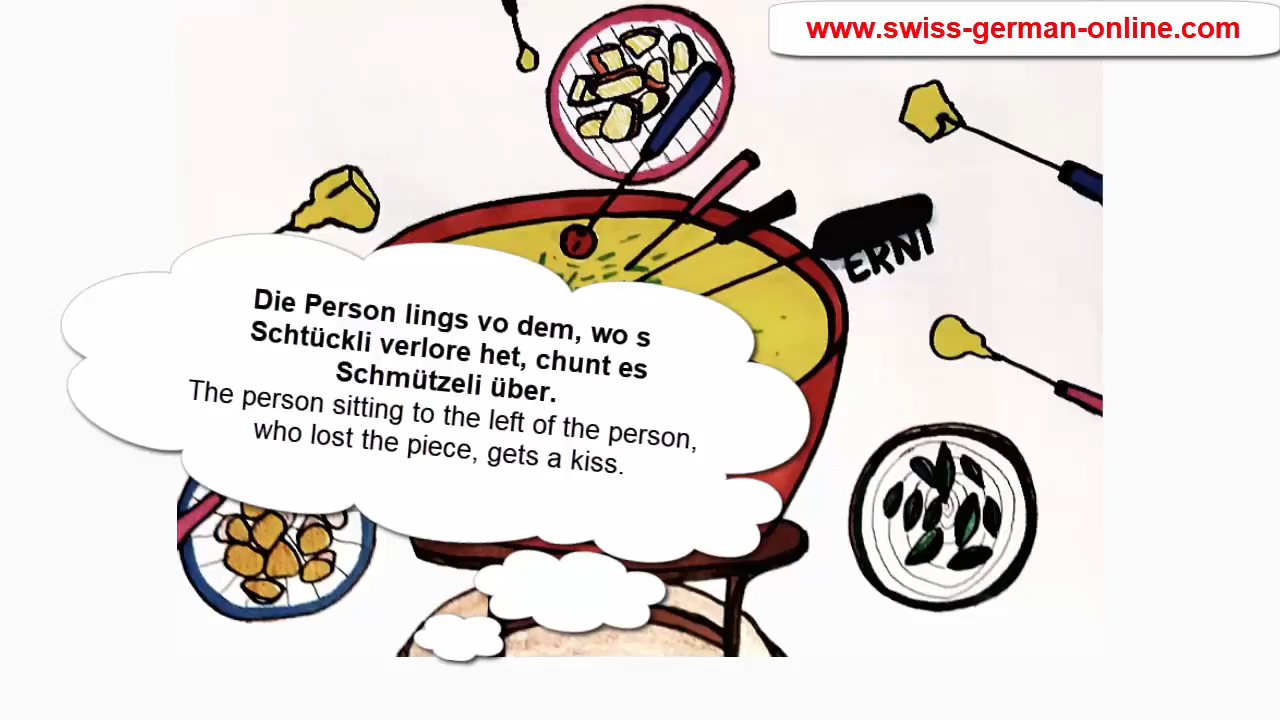 www.swiss-german-online.com
ERNI
Die Person lings vo dem, wo s
Schtückli verlore het, chunt es
Schmützeli über.
The person sitting to the left of the person,
who lost the piece, gets a kiss.